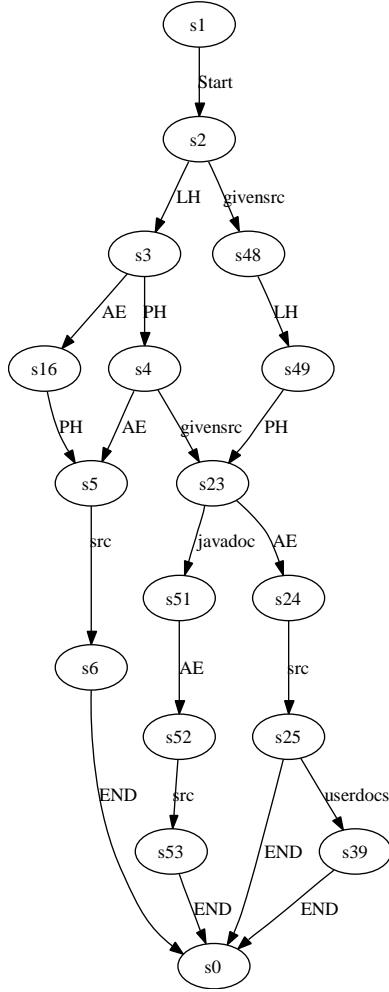 s1
Start
s2
LH givensrc
s3 s48
AE PH LH
s16 s4 s49
PH AE givensrc PH
s5 s23
src javadoc AE
s51 s24
AE src
s6
s52 s25
src userdocs
END END
s53 s39
END END
s0